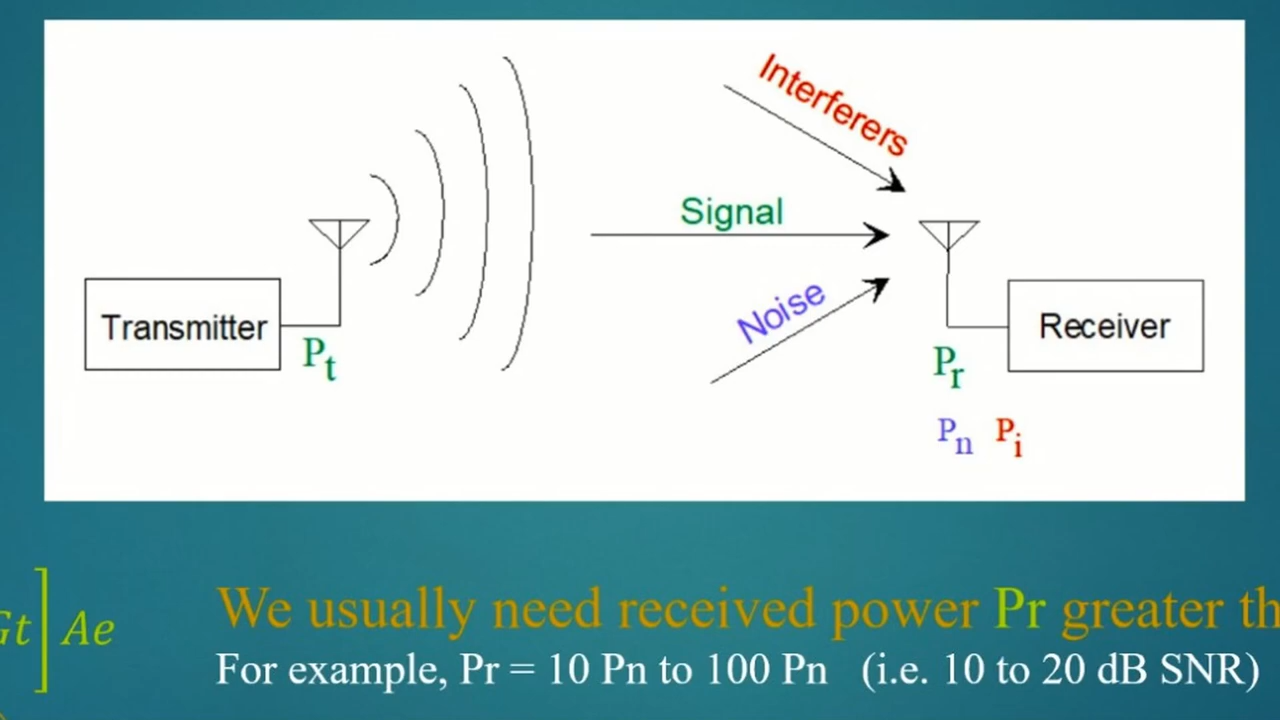 Interferers
Signal
Noise
Transmitter
Pt
Receiver
Pr
Pn Pi
Gt] Ae
We usually need received power Pr greater th
For example, Pr = 10 Pn to 100 Pn (i.e. 10 to 20 dB SNR)